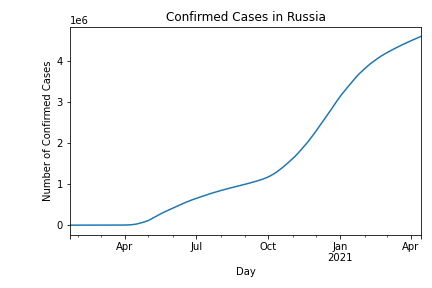 Confirmed Cases in Russia
1e6
4
3
2
1
0
Number of Confirmed Cases
Apr Jul Oct Jan Apr
2021
Day